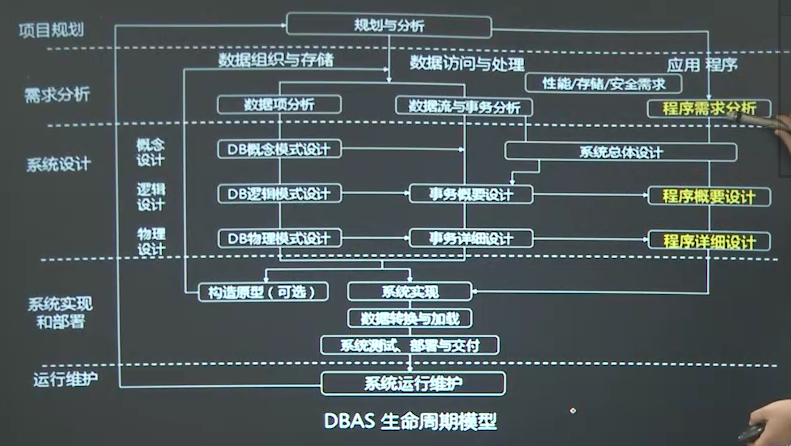 项目规划
规划与分析
数据组织与存储
数据访问与处理
应用 程序
需求分析
性能/存储/安全需求
数据项分析
数据流与事务分析
程序需求分析
系统设计
概念
设计
DB概念模式设计
系统总体设计
逻辑
设计
DB逻辑模式设计
事务概要设计
程序概要设计
物理
设计
DB物理模式设计
事务详细设计
程序详细设计
系统实现
和部署
构造原型（可选）
系统实现
数据转换与加载
系统测试、部署与交付
运行维护
系统运行维护
DBAS 生命周期模型